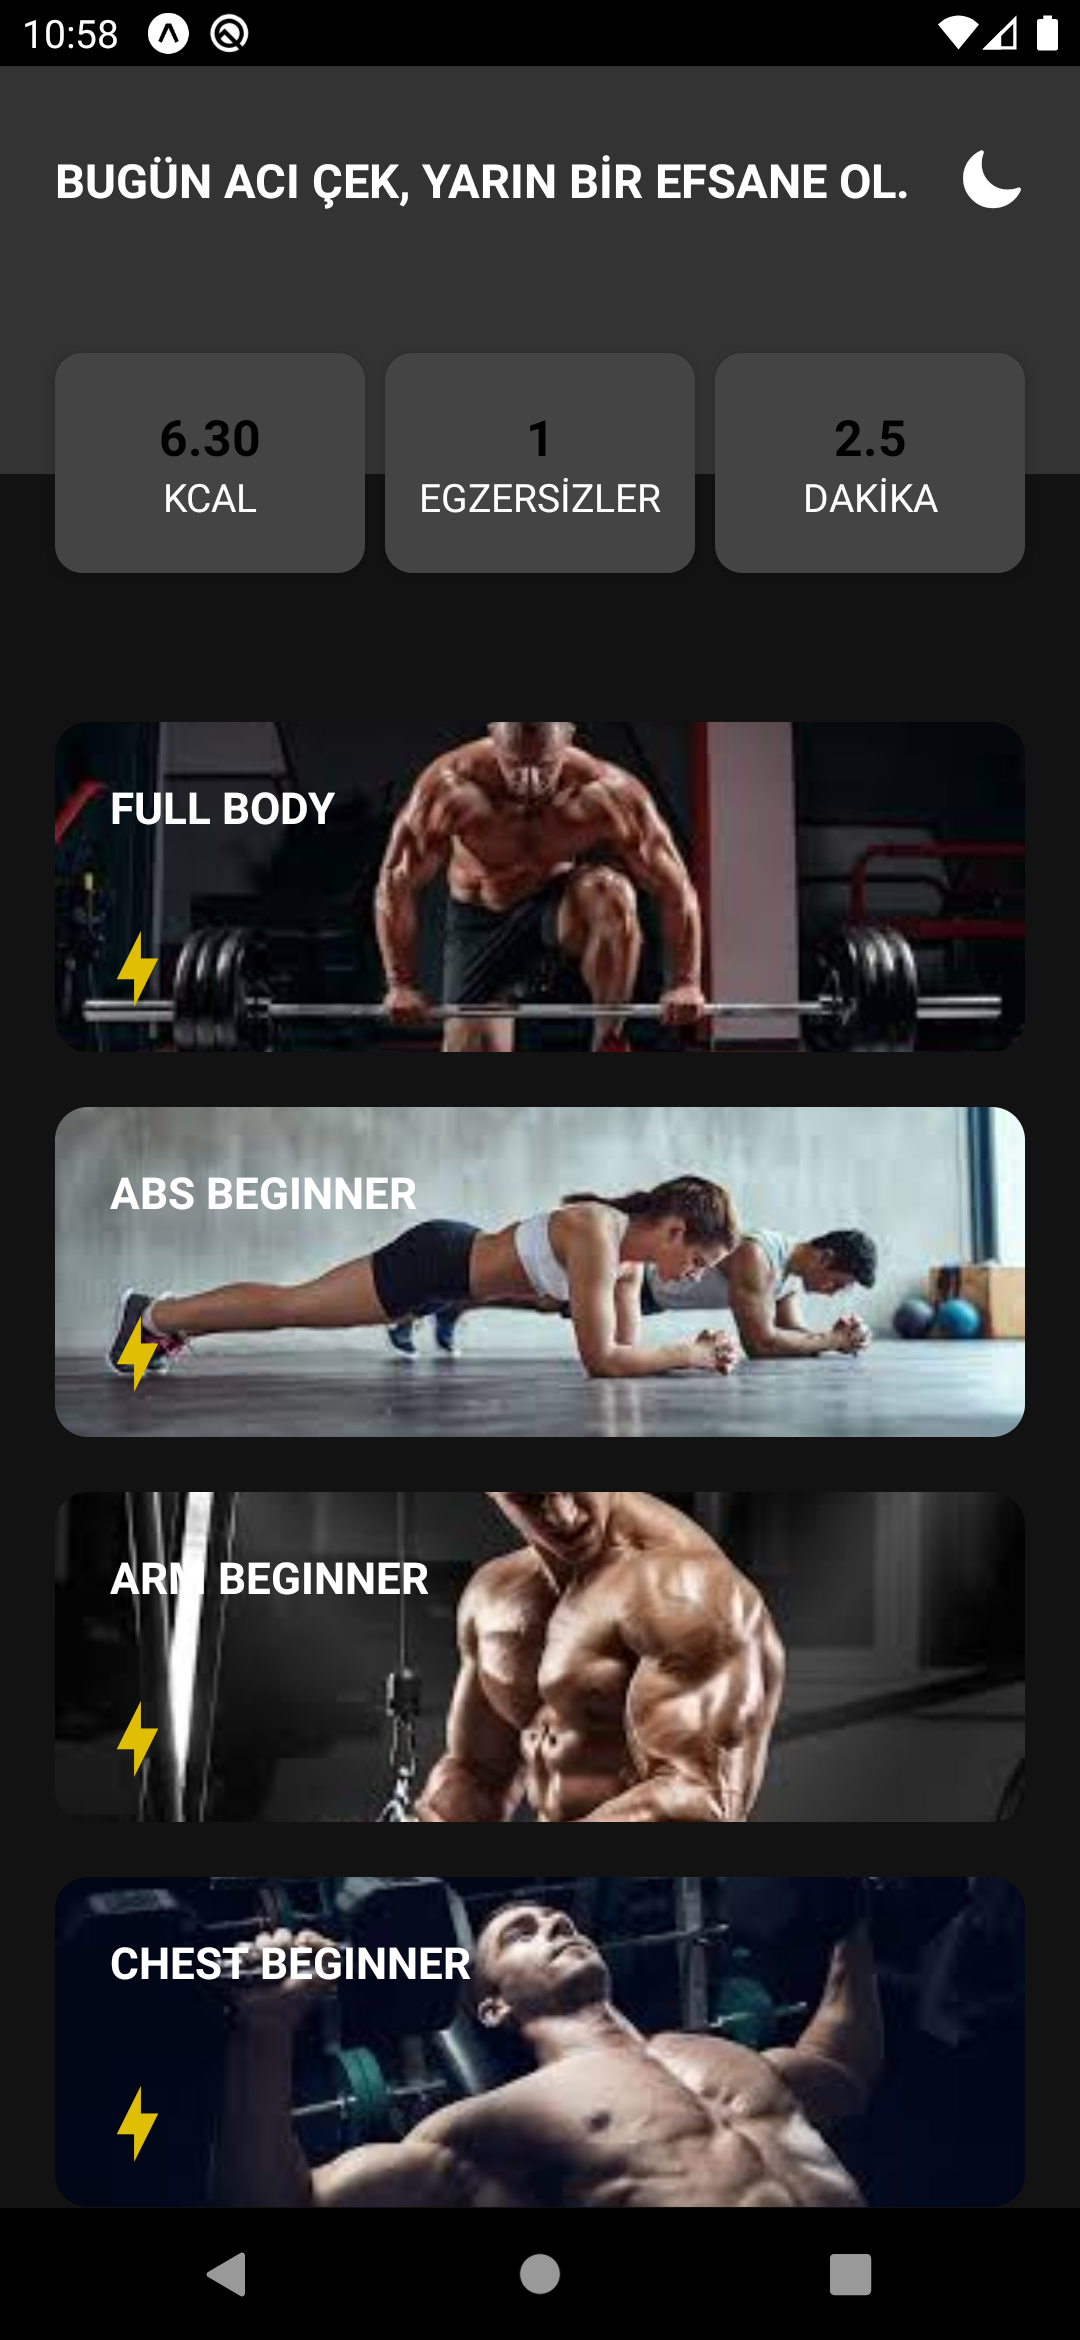 10:58
BUGÜN ACI ÇEK, YARIN BİR EFSANE OL.
6.30
KCAL
1
EGZERSİZLER
2.5
DAKİKA
FULL BODY
ABS BEGINNER
ARM BEGINNER
CHEST BEGINNER